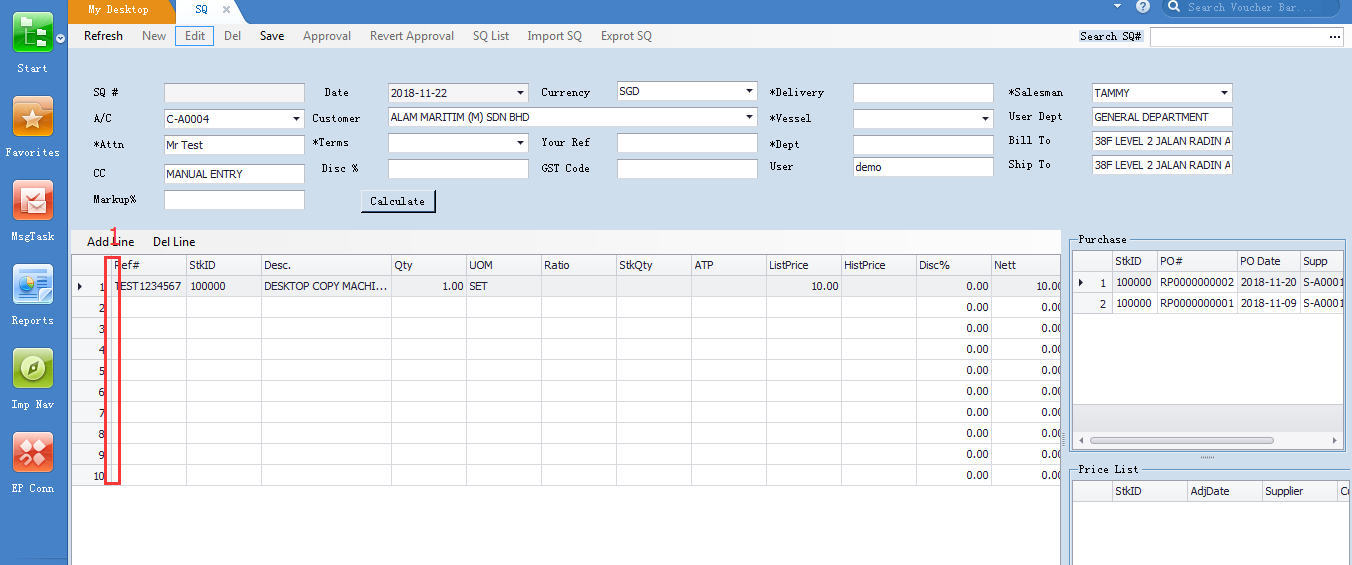 My Desktop
SQ
Search Voucher Bar...
Refresh New Edit Del Save Approval Revert Approval SQ List Import SQ Exprot SQ
Search SQ#
Start
Favorites
MsgTask
Reports
Imp Nav
EP Conn
SQ # Date 2018-11-22 Currency SGD *Delivery *Salesman TAMMY
A/C C-A0004 Customer ALAM MARITIM (M) SDN BHD *Vessel User Dept GENERAL DEPARTMENT
*Attn Mr Test *Terms Your Ref *Dept Bill To 38F LEVEL 2 JALAN RADIN A
CC MANUAL ENTRY Disc % GST Code User demo Ship To 38F LEVEL 2 JALAN RADIN A
Markup% Calculate
1
Add Line Del Line
Ref# StkID Desc. Qty UOM Ratio StkQty ATP ListPrice HistPrice Disc% Nett
1 TEST1234567 100000 DESKTOP COPY MACHI... 1.00 SET 10.00 0.00 10.00
2 0.00 0.00
3 0.00 0.00
4 0.00 0.00
5 0.00 0.00
6 0.00 0.00
7 0.00 0.00
8 0.00 0.00
9 0.00 0.00
10 0.00 0.00
Purchase
StkID PO# PO Date Supp
1 100000 RP0000000002 2018-11-20 S-A0001
2 100000 RP0000000001 2018-11-09 S-A0001
Price List
StkID AdjDate Supplier